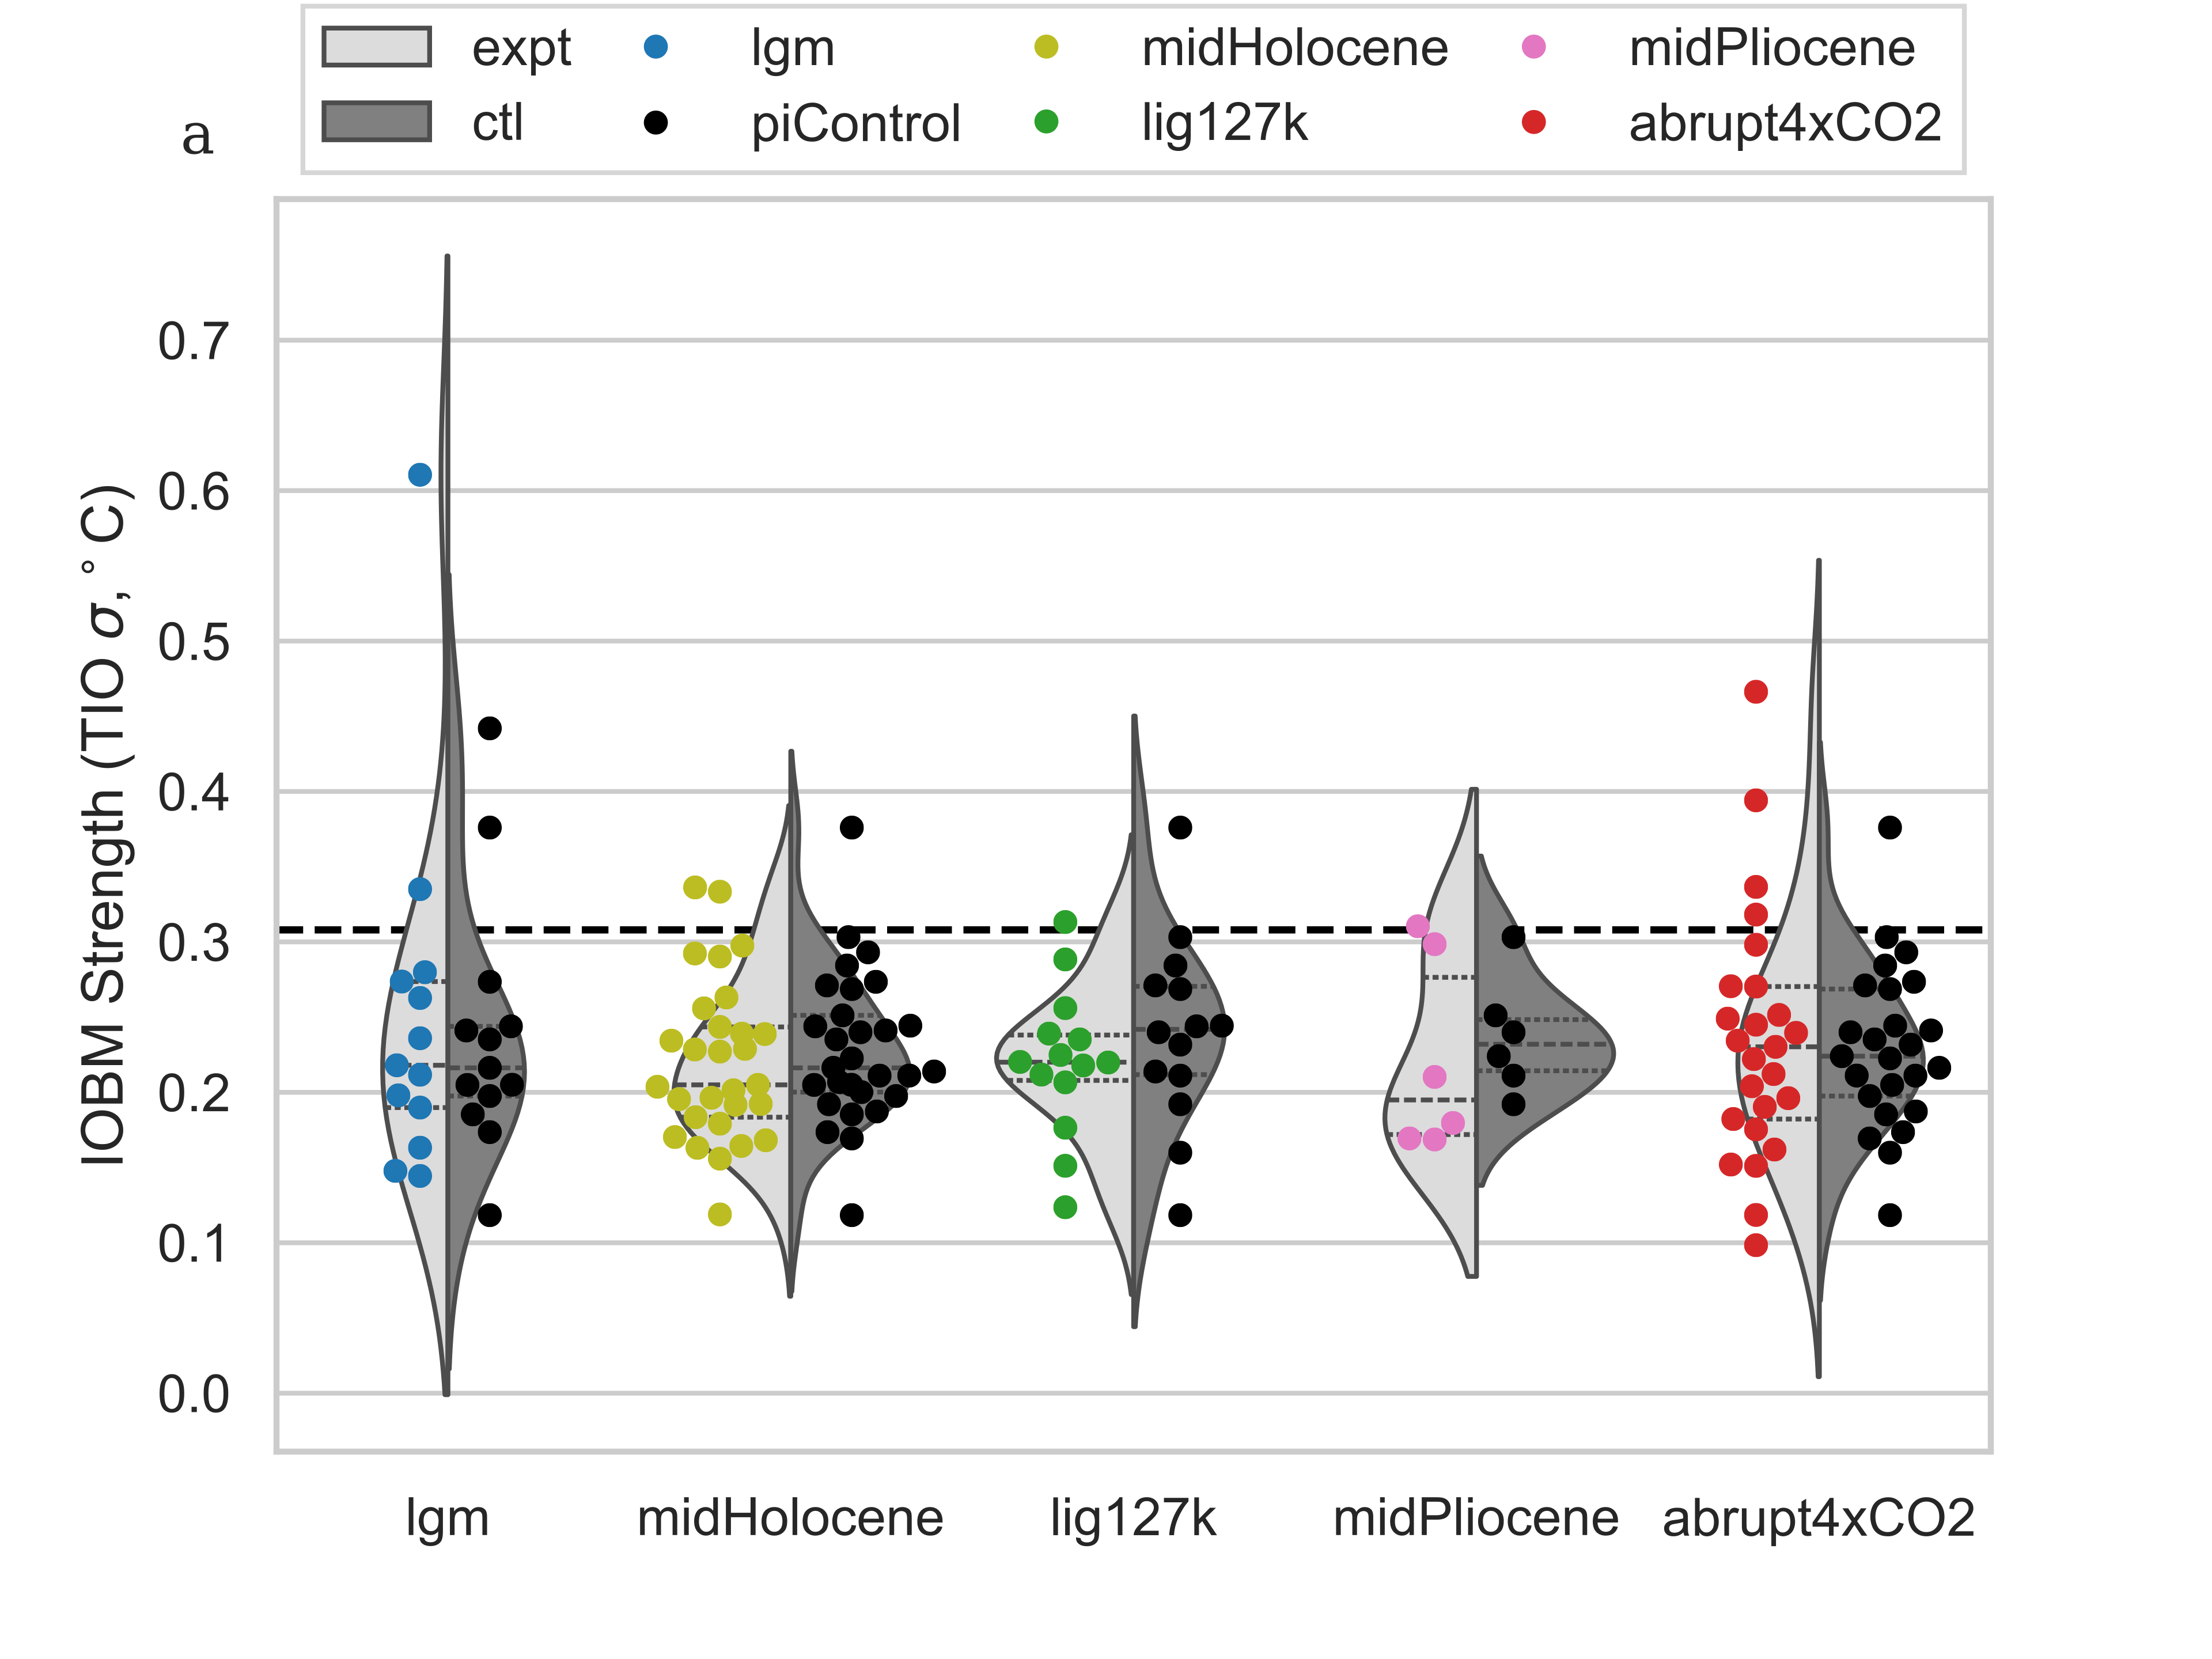 expt lgm midHolocene midPliocene
ctl piControl lig127k abrupt4xCO2
a
IOBM Strength (TIO σ, °C)
0.7
0.6
0.5
0.4
0.3
0.2
0.1
0.0
lgm midHolocene lig127k midPliocene abrupt4xCO2